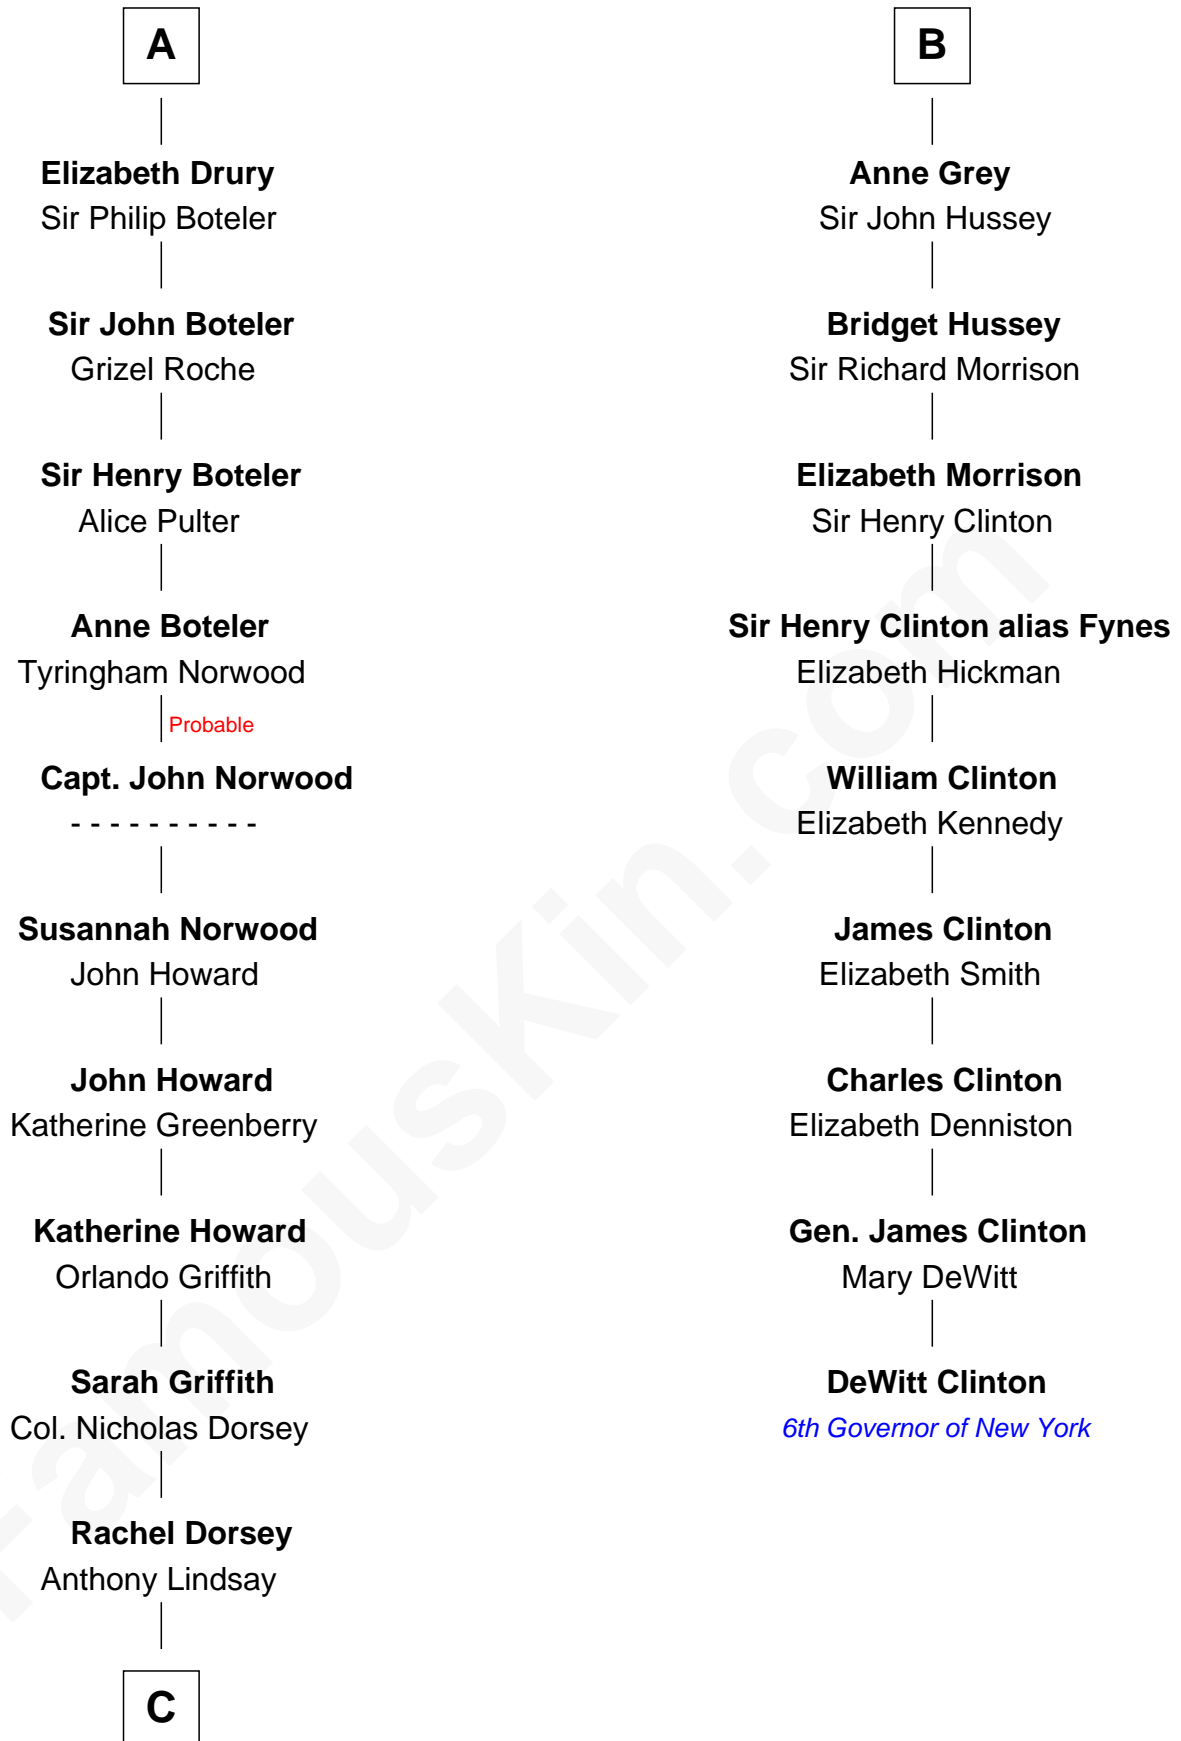 A
Elizabeth Drury
Sir Philip Boteler
Sir John Boteler
Grizel Roche
Sir Henry Boteler
Alice Pulter
Anne Boteler
Tyringham Norwood
Probable
Capt. John Norwood
- - - - - - - - - -
Susannah Norwood
John Howard
John Howard
Katherine Greenberry
Katherine Howard
Orlando Griffith
Sarah Griffith
Col. Nicholas Dorsey
Rachel Dorsey
Anthony Lindsay
C
B
Anne Grey
Sir John Hussey
Bridget Hussey
Sir Richard Morrison
Elizabeth Morrison
Sir Henry Clinton
Sir Henry Clinton alias Fynes
Elizabeth Hickman
William Clinton
Elizabeth Kennedy
James Clinton
Elizabeth Smith
Charles Clinton
Elizabeth Denniston
Gen. James Clinton
Mary DeWitt
DeWitt Clinton
6th Governor of New York
FamousKin.com